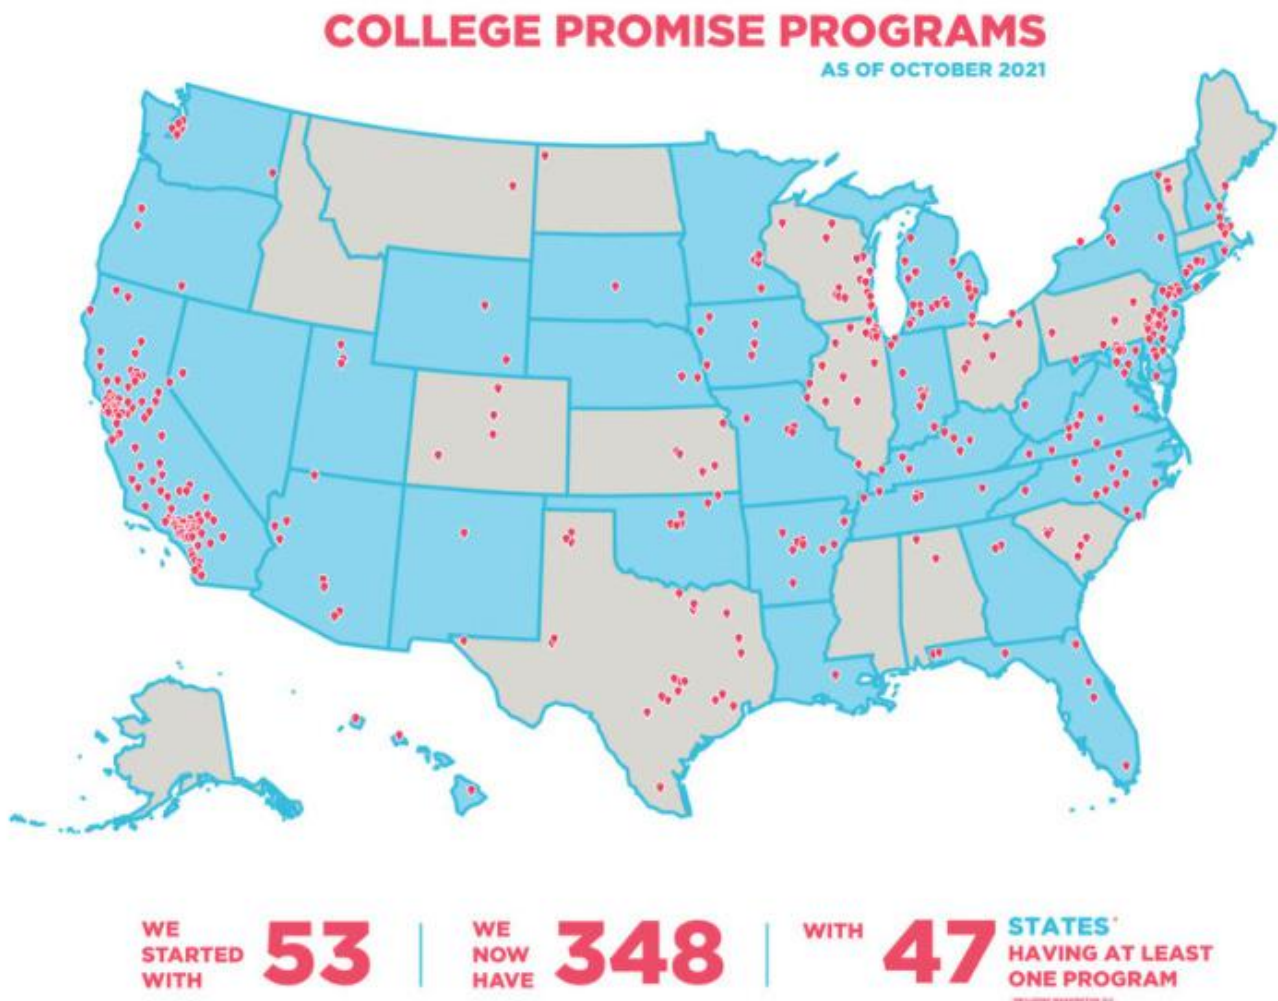 COLLEGE PROMISE PROGRAMS
AS OF OCTOBER 2021
WE
STARTED
WITH
53
WE
NOW
HAVE
348
WITH
47
STATES*
HAVING AT LEAST
ONE PROGRAM